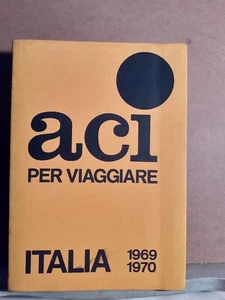 aci
PER VIAGGIARE
ITALIA 1969
1970